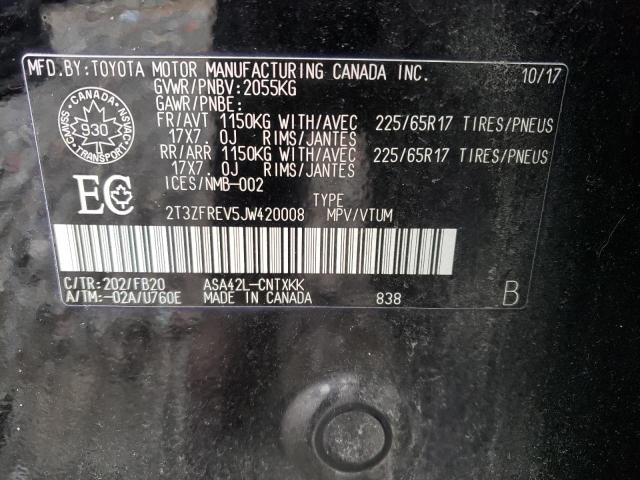 MFD.BY:TOYOTA MOTOR MANUFACTURING CANADA INC. 10/17
GVWR/PNBV:2055KG
GAWR/PNBE:
FR/AVT 1150KG WITH/AVEC 225/65R17 TIRES/PNEUS
17X7.0J RIMS/JANTES
RR/ARR 1150KG WITH/AVEC 225/65R17 TIRES/PNEUS
17X7.0J RIMS/JANTES
ICES/NMB-002
CANADA
CMVSS 930 NSVAC
TRANSPORT
EC
TYPE
2T3ZFREV5JW420008 MPV/VTUM
C/TR:202/FB20 ASA42L-CNTXKK
A/TM:-02A/U760E MADE IN CANADA 838 B